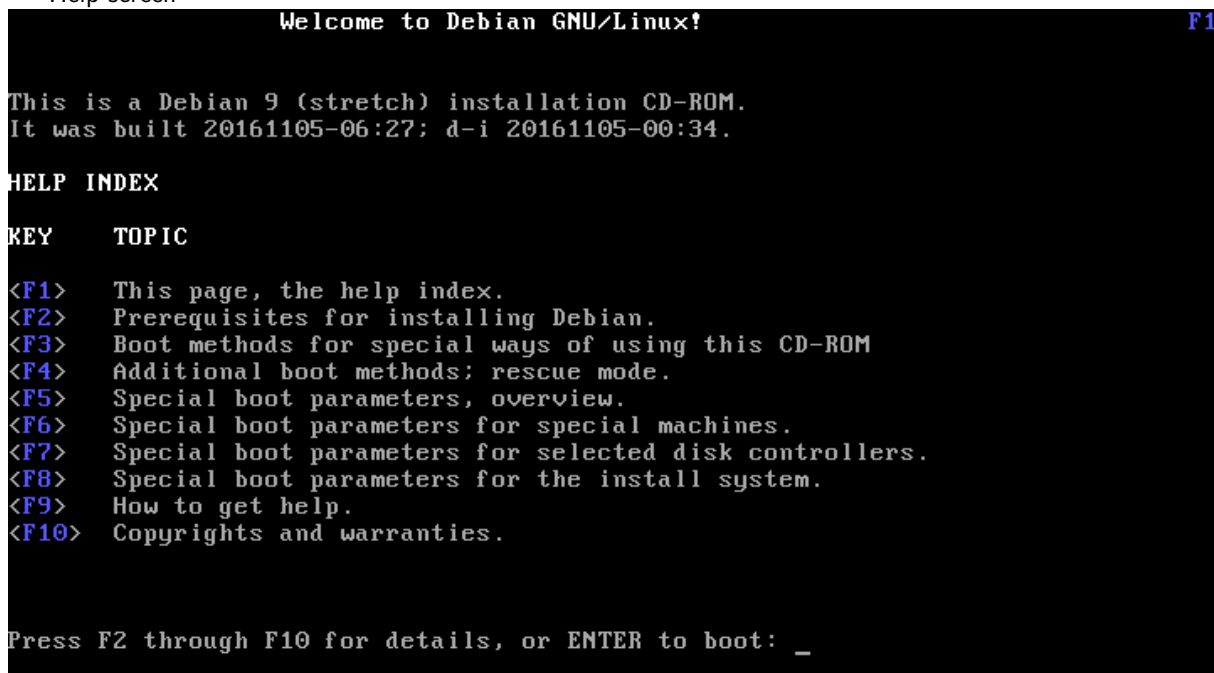 Help screen
Welcome to Debian GNU/Linux! F1
This is a Debian 9 (stretch) installation CD-ROM.
It was built 20161105-06:27; d-i 20161105-00:34.
HELP INDEX
KEY TOPIC
<F1> This page, the help index.
<F2> Prerequisites for installing Debian.
<F3> Boot methods for special ways of using this CD-ROM
<F4> Additional boot methods; rescue mode.
<F5> Special boot parameters, overview.
<F6> Special boot parameters for special machines.
<F7> Special boot parameters for selected disk controllers.
<F8> Special boot parameters for the install system.
<F9> How to get help.
<F10> Copyrights and warranties.
Press F2 through F10 for details, or ENTER to boot: _